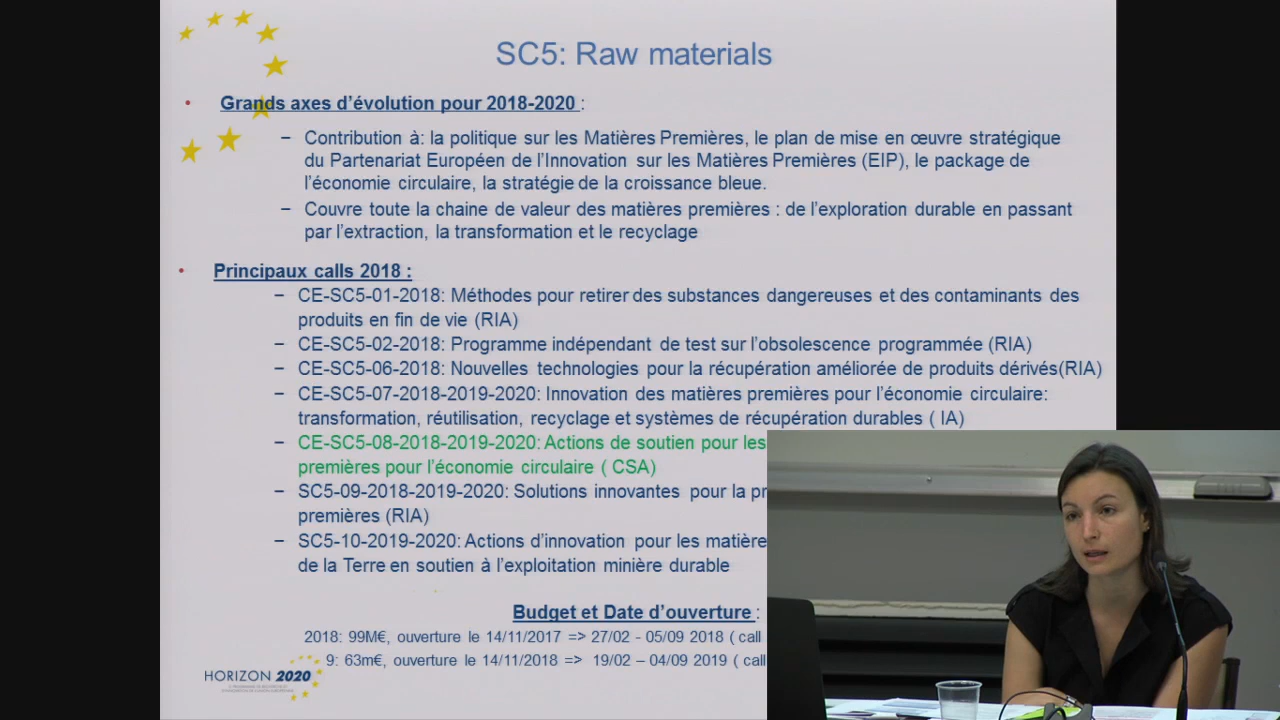 SC5: Raw materials
Grands axes d'évolution pour 2018-2020 :
– Contribution à: la politique sur les Matières Premières, le plan de mise en œuvre stratégique
du Partenariat Européen de l'Innovation sur les Matières Premières (EIP), le package de
l'économie circulaire, la stratégie de la croissance bleue.
– Couvre toute la chaine de valeur des matières premières : de l'exploration durable en passant
par l'extraction, la transformation et le recyclage
Principaux calls 2018 :
– CE-SC5-01-2018: Méthodes pour retirer des substances dangereuses et des contaminants des
produits en fin de vie (RIA)
– CE-SC5-02-2018: Programme indépendant de test sur l'obsolescence programmée (RIA)
– CE-SC5-06-2018: Nouvelles technologies pour la récupération améliorée de produits dérivés(RIA)
– CE-SC5-07-2018-2019-2020: Innovation des matières premières pour l'économie circulaire:
transformation, réutilisation, recyclage et systèmes de récupération durables ( IA)
– CE-SC5-08-2018-2019-2020: Actions de soutien pour les
premières pour l'économie circulaire ( CSA)
– SC5-09-2018-2019-2020: Solutions innovantes pour la pr
premières (RIA)
– SC5-10-2019-2020: Actions d'innovation pour les matière
de la Terre en soutien à l'exploitation minière durable
Budget et Date d'ouverture :
2018: 99M€, ouverture le 14/11/2017 => 27/02 - 05/09 2018 ( call
9: 63m€, ouverture le 14/11/2018 => 19/02 – 04/09 2019 ( call
HORIZON 2020